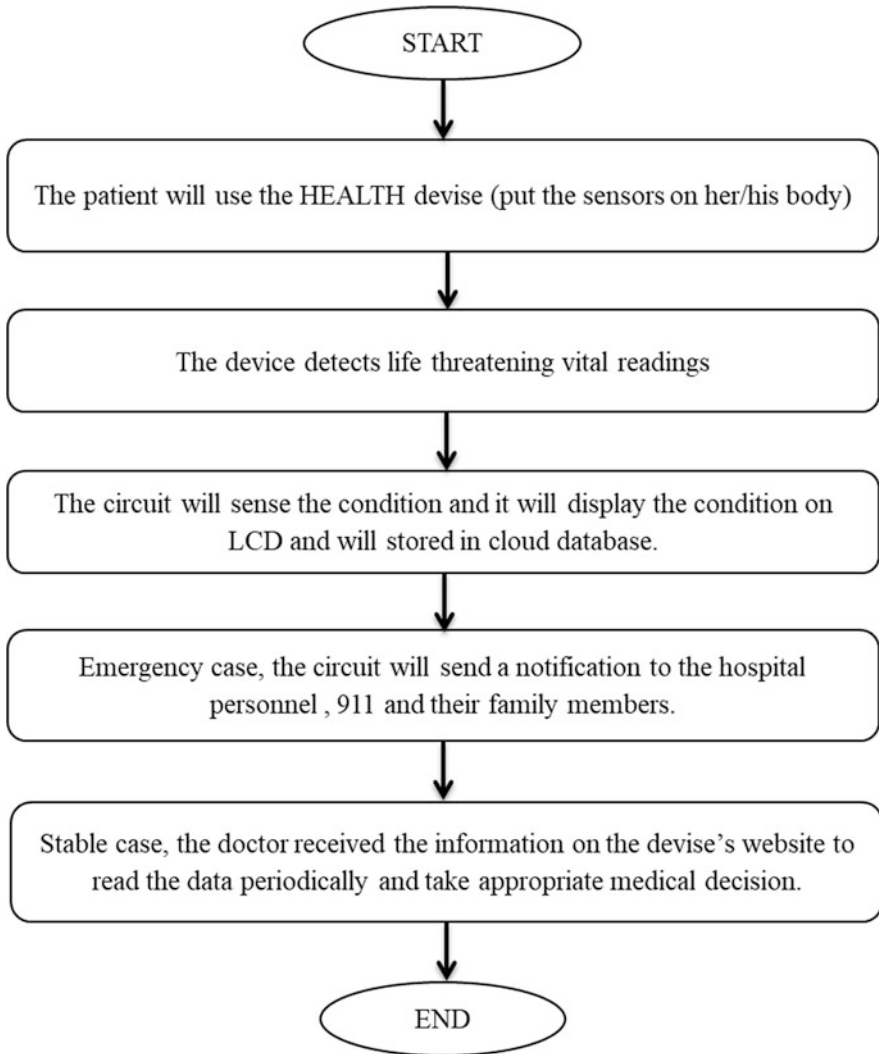 START
The patient will use the HEALTH devise (put the sensors on her/his body)
The device detects life threatening vital readings
The circuit will sense the condition and it will display the condition on
LCD and will stored in cloud database.
Emergency case, the circuit will send a notification to the hospital
personnel , 911 and their family members.
Stable case, the doctor received the information on the devise’s website to
read the data periodically and take appropriate medical decision.
END